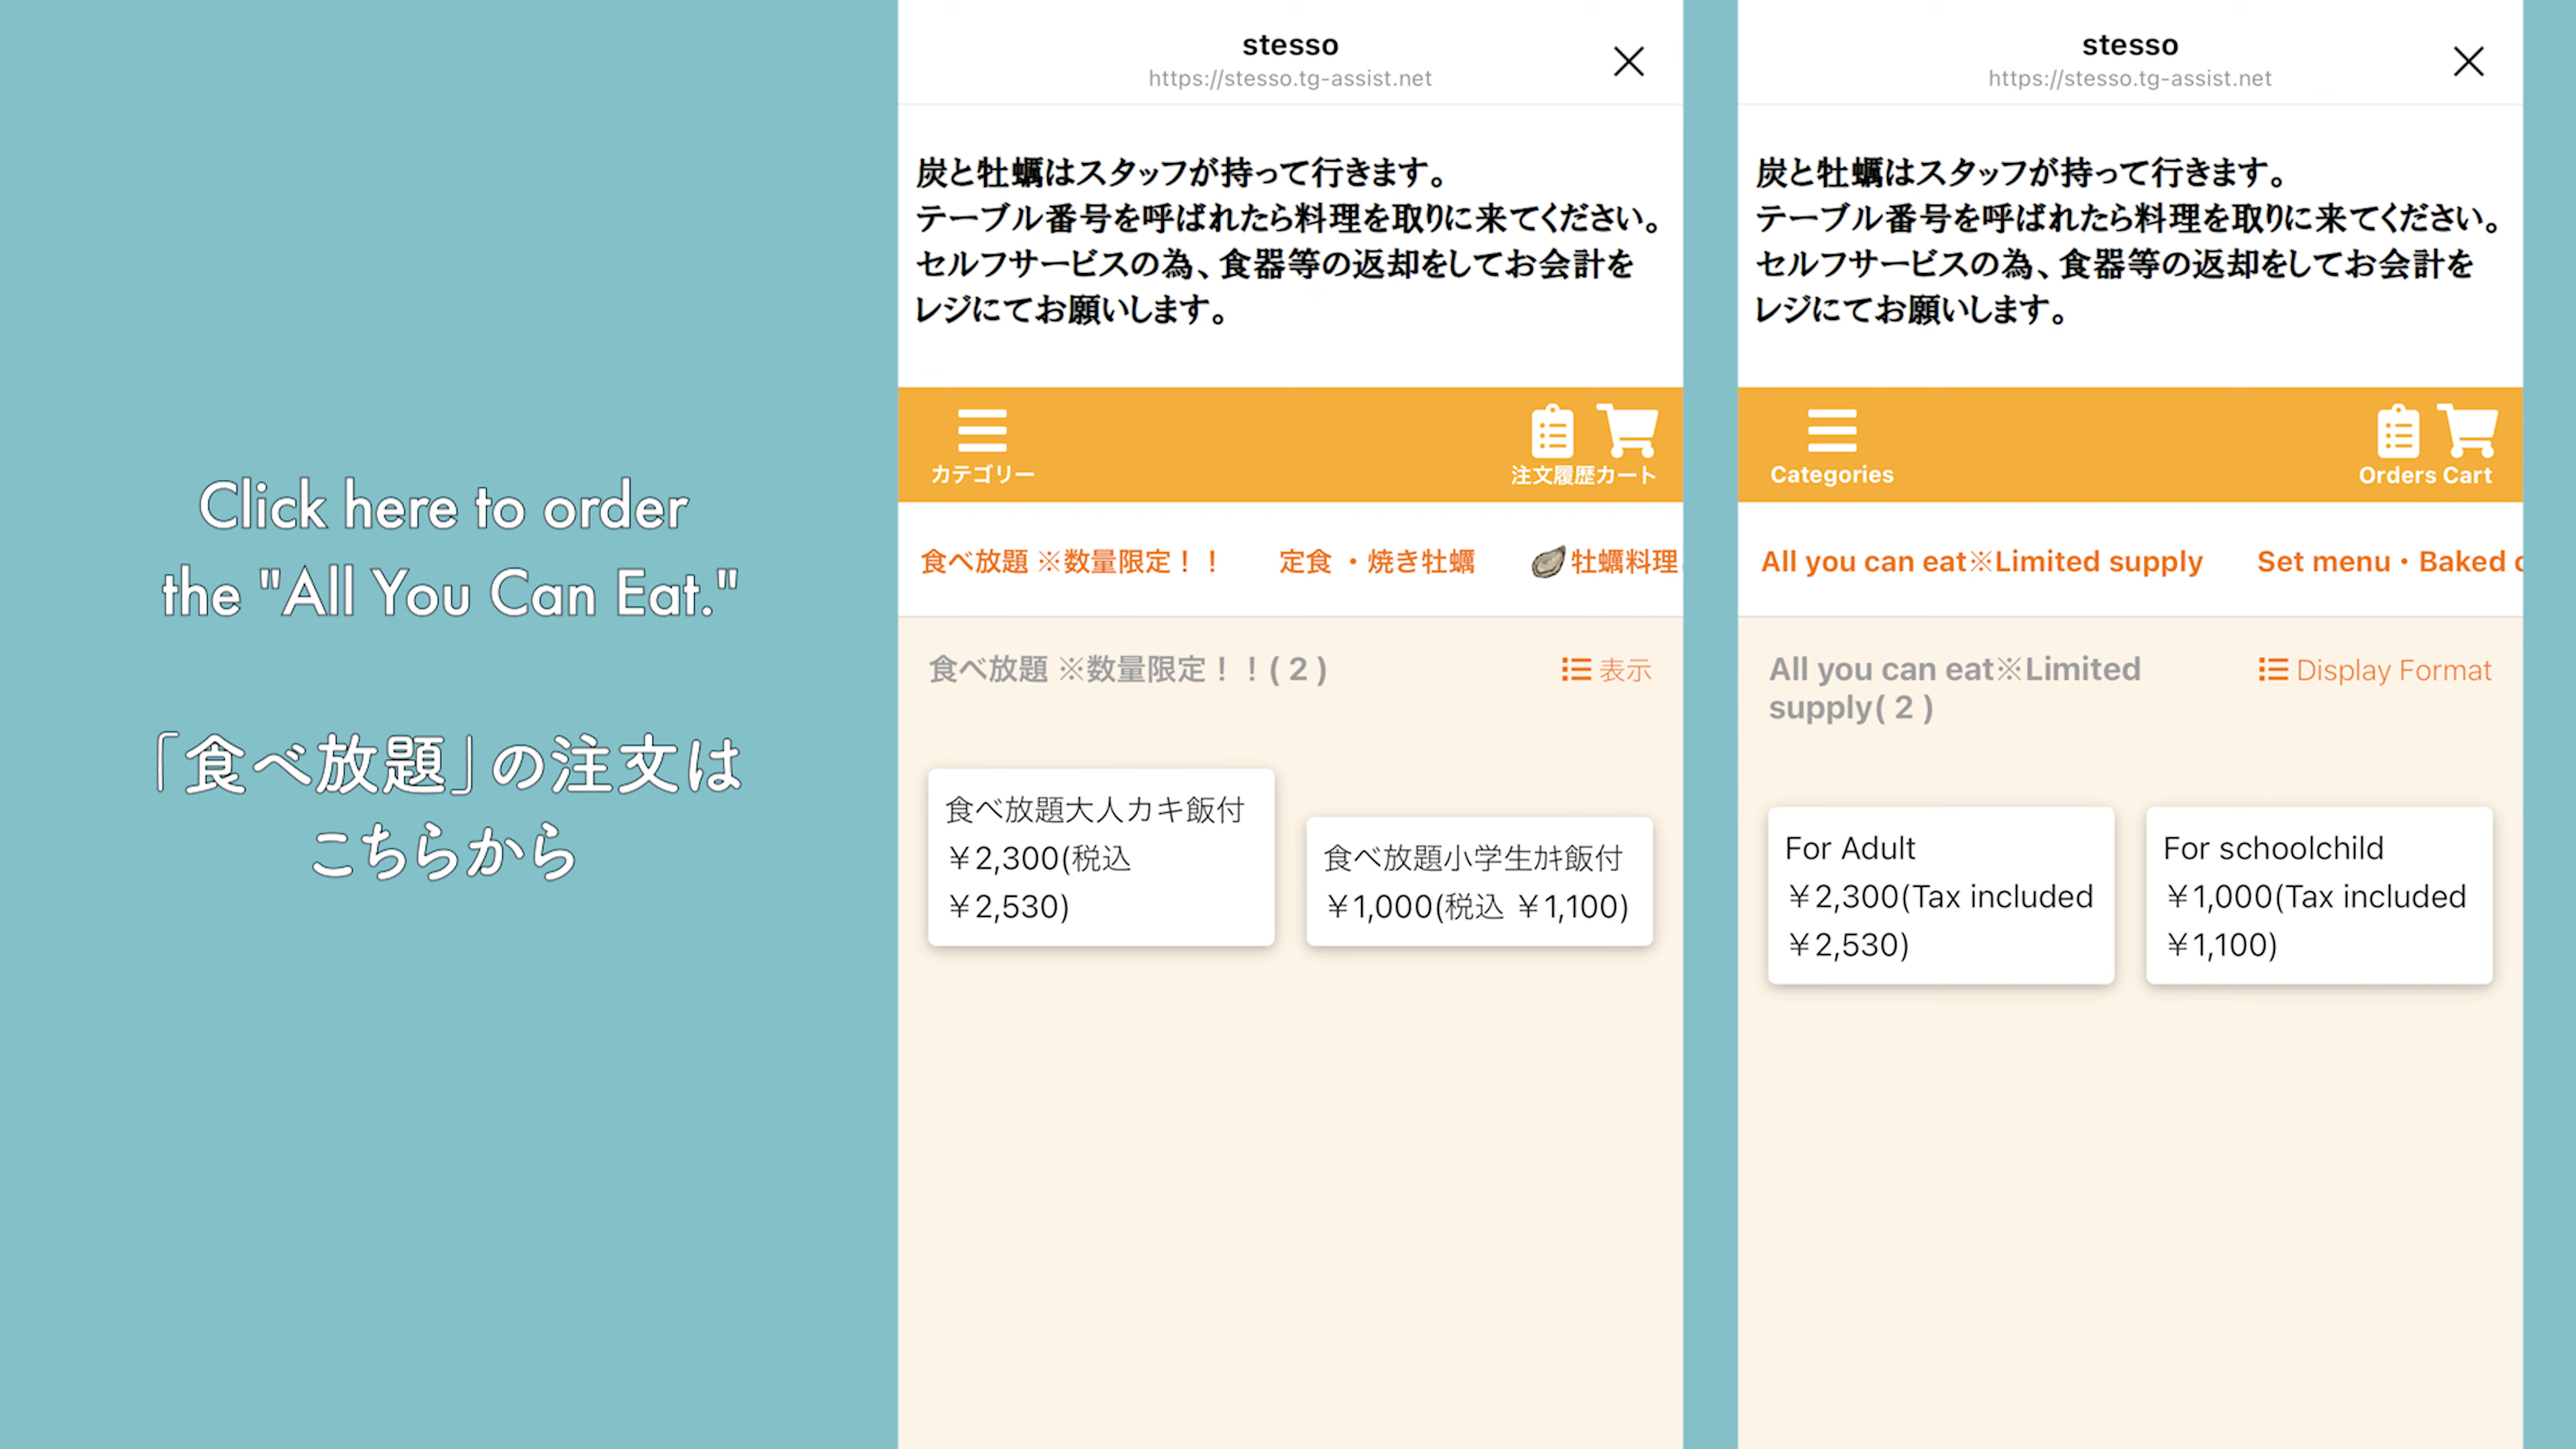 Click here to order
the "All You Can Eat."
「食べ放題」の注文は
こちらから
stesso
https://stesso.tg-assist.net
炭と牡蠣はスタッフが持って行きます。
テーブル番号を呼ばれたら料理を取りに来てください。
セルフサービスの為、食器等の返却をしてお会計を
レジにてお願いします。
カテゴリー
注文履歴 カート
食べ放題 ※数量限定！！ 定食 ・焼き牡蠣 牡蠣料理
食べ放題 ※数量限定！！( 2 )
表示
食べ放題大人カキ飯付
￥2,300(税込
￥2,530)
食べ放題小学生ｶｷ飯付
￥1,000(税込 ￥1,100)
stesso
https://stesso.tg-assist.net
炭と牡蠣はスタッフが持って行きます。
テーブル番号を呼ばれたら料理を取りに来てください。
セルフサービスの為、食器等の返却をしてお会計を
レジにてお願いします。
Categories
Orders Cart
All you can eat※Limited supply Set menu・Baked
All you can eat※Limited
supply( 2 )
Display Format
For Adult
￥2,300(Tax included
￥2,530)
For schoolchild
￥1,000(Tax included
￥1,100)